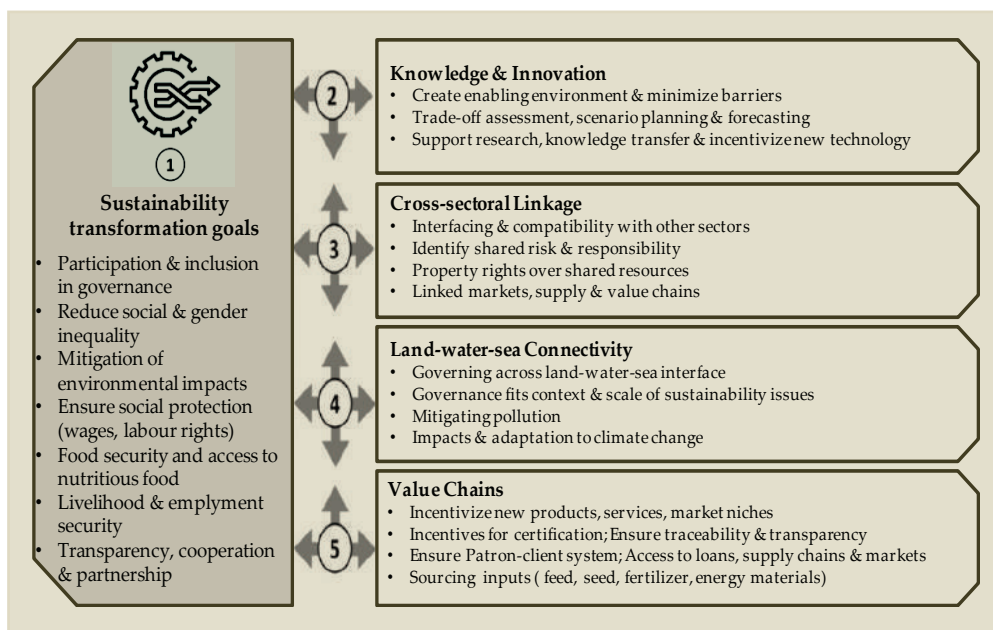 1
Sustainability
transformation goals
• Participation & inclusion
in governance
• Reduce social & gender
inequality
• Mitigation of
environmental impacts
• Ensure social protection
(wages, labour rights)
• Food security and access to
nutritious food
• Livelihood & emplyment
security
• Transparency, cooperation
& partnership
2
Knowledge & Innovation
• Create enabling environment & minimize barriers
• Trade-off assessment, scenario planning & forecasting
• Support research, knowledge transfer & incentivize new technology
3
Cross-sectoral Linkage
• Interfacing & compatibility with other sectors
• Identify shared risk & responsibility
• Property rights over shared resources
• Linked markets, supply & value chains
4
Land-water-sea Connectivity
• Governing across land-water-sea interface
• Governance fits context & scale of sustainability issues
• Mitigating pollution
• Impacts & adaptation to climate change
5
Value Chains
• Incentivize new products, services, market niches
• Incentives for certification; Ensure traceability & transparency
• Ensure Patron-client system; Access to loans, supply chains & markets
• Sourcing inputs ( feed, seed, fertilizer, energy materials)